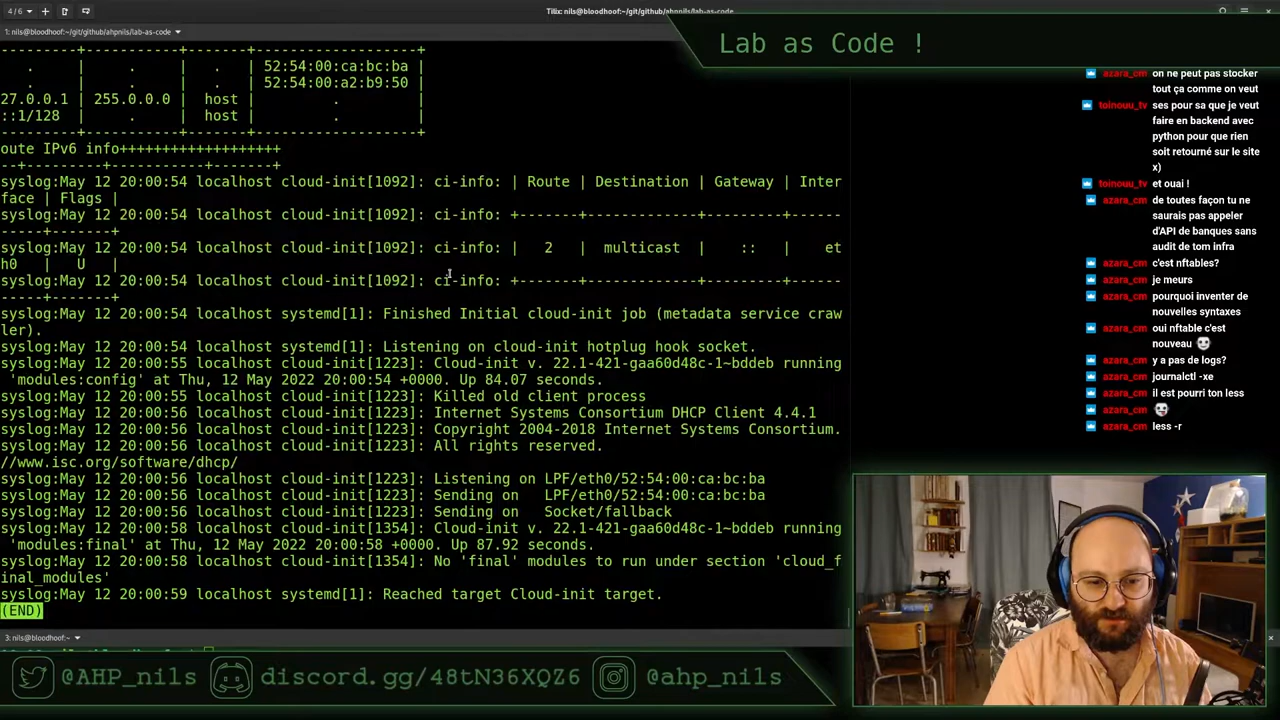 4/6
Tilix: nils@bloodhoof:~/git/github/ahpnils/lab-as-code
1: nils@bloodhoof:~/git/github/ahpnils/lab-as-code
Lab as Code !
---------+-----------+-------+-------------------+
. | . | . | 52:54:00:ca:bc:ba |
. | . | . | 52:54:00:a2:b9:50 |
27.0.0.1 | 255.0.0.0 | host | . |
::1/128 | . | host | . |
---------+-----------+-------+-------------------+
oute IPv6 info+++++++++++++++++++
--+---------+-----------+-------+
syslog:May 12 20:00:54 localhost cloud-init[1092]: ci-info: | Route | Destination | Gateway | Inter
face | Flags |
syslog:May 12 20:00:54 localhost cloud-init[1092]: ci-info: +-------+-------------+---------+------
-----+-------+
syslog:May 12 20:00:54 localhost cloud-init[1092]: ci-info: | 2 | multicast | :: | et
h0 | U |
syslog:May 12 20:00:54 localhost cloud-init[1092]: ci-info: +-------+-------------+---------+------
-----+-------+
syslog:May 12 20:00:54 localhost systemd[1]: Finished Initial cloud-init job (metadata service craw
ler).
syslog:May 12 20:00:54 localhost systemd[1]: Listening on cloud-init hotplug hook socket.
syslog:May 12 20:00:55 localhost cloud-init[1223]: Cloud-init v. 22.1-421-gaa60d48c-1~bddeb running
'modules:config' at Thu, 12 May 2022 20:00:54 +0000. Up 84.07 seconds.
syslog:May 12 20:00:55 localhost cloud-init[1223]: Killed old client process
syslog:May 12 20:00:56 localhost cloud-init[1223]: Internet Systems Consortium DHCP Client 4.4.1
syslog:May 12 20:00:56 localhost cloud-init[1223]: Copyright 2004-2018 Internet Systems Consortium.
syslog:May 12 20:00:56 localhost cloud-init[1223]: All rights reserved.
//www.isc.org/software/dhcp/
syslog:May 12 20:00:56 localhost cloud-init[1223]: Listening on LPF/eth0/52:54:00:ca:bc:ba
syslog:May 12 20:00:56 localhost cloud-init[1223]: Sending on   LPF/eth0/52:54:00:ca:bc:ba
syslog:May 12 20:00:56 localhost cloud-init[1223]: Sending on   Socket/fallback
syslog:May 12 20:00:58 localhost cloud-init[1354]: Cloud-init v. 22.1-421-gaa60d48c-1~bddeb running
'modules:final' at Thu, 12 May 2022 20:00:58 +0000. Up 87.92 seconds.
syslog:May 12 20:00:58 localhost cloud-init[1354]: No 'final' modules to run under section 'cloud_f
inal_modules'
syslog:May 12 20:00:59 localhost systemd[1]: Reached target Cloud-init target.
(END)
3: nils@bloodhoof:~
@AHP_nils
discord.gg/48tN36XQZ6
@ahp_nils
azara_cm on ne peut pas stocker
tout ça comme on veut
toinouu_tv ses pour sa que je veut
faire en backend avec
python pour que rien
soit retourné sur le site
x)
toinouu_tv et ouai !
azara_cm de toutes façon tu ne
saurais pas appeler
d'API de banques sans
audit de tom infra
azara_cm c'est nftables?
azara_cm je meurs
azara_cm pourquoi inventer de
nouvelles syntaxes
azara_cm oui nftable c'est
nouveau
azara_cm y a pas de logs?
azara_cm journalctl -xe
azara_cm il est pourri ton less
azara_cm
azara_cm less -r